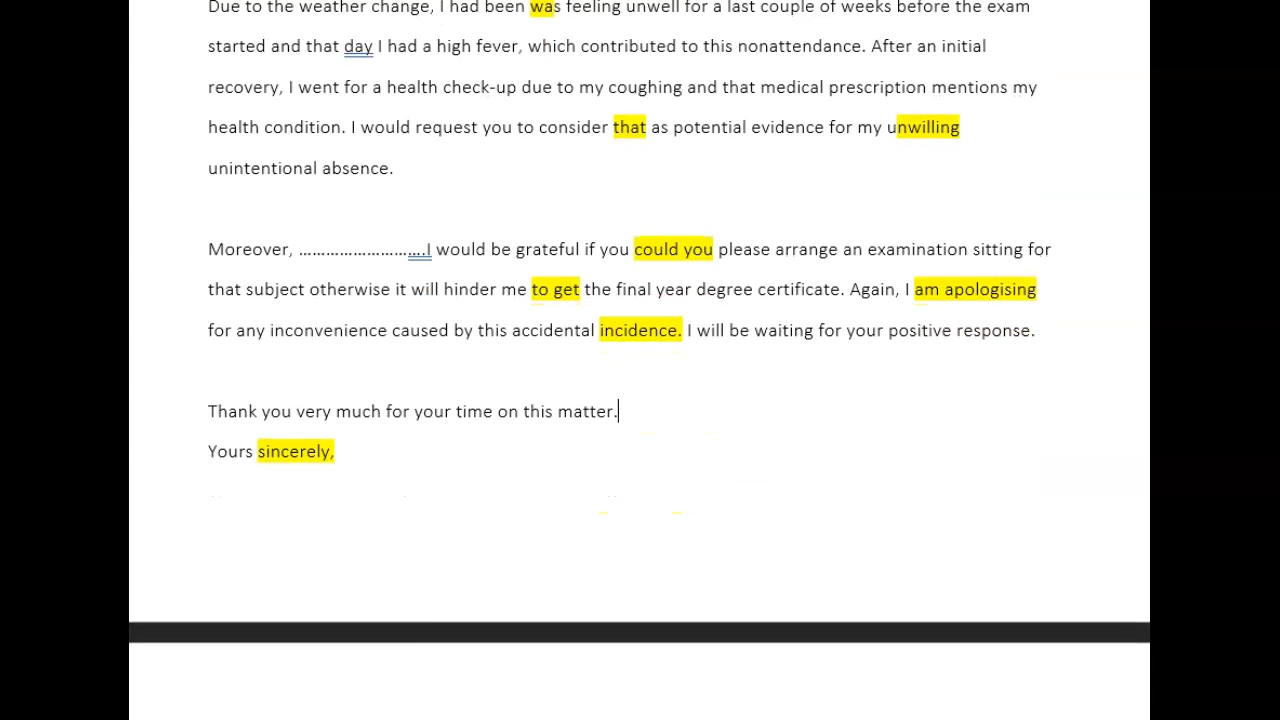 Due to the weather change, I had been was feeling unwell for a last couple of weeks before the exam
started and that day I had a high fever, which contributed to this nonattendance. After an initial
recovery, I went for a health check-up due to my coughing and that medical prescription mentions my
health condition. I would request you to consider that as potential evidence for my unwilling
unintentional absence.
Moreover, ………………………..I would be grateful if you could you please arrange an examination sitting for
that subject otherwise it will hinder me to get the final year degree certificate. Again, I am apologising
for any inconvenience caused by this accidental incidence. I will be waiting for your positive response.
Thank you very much for your time on this matter.
Yours sincerely,